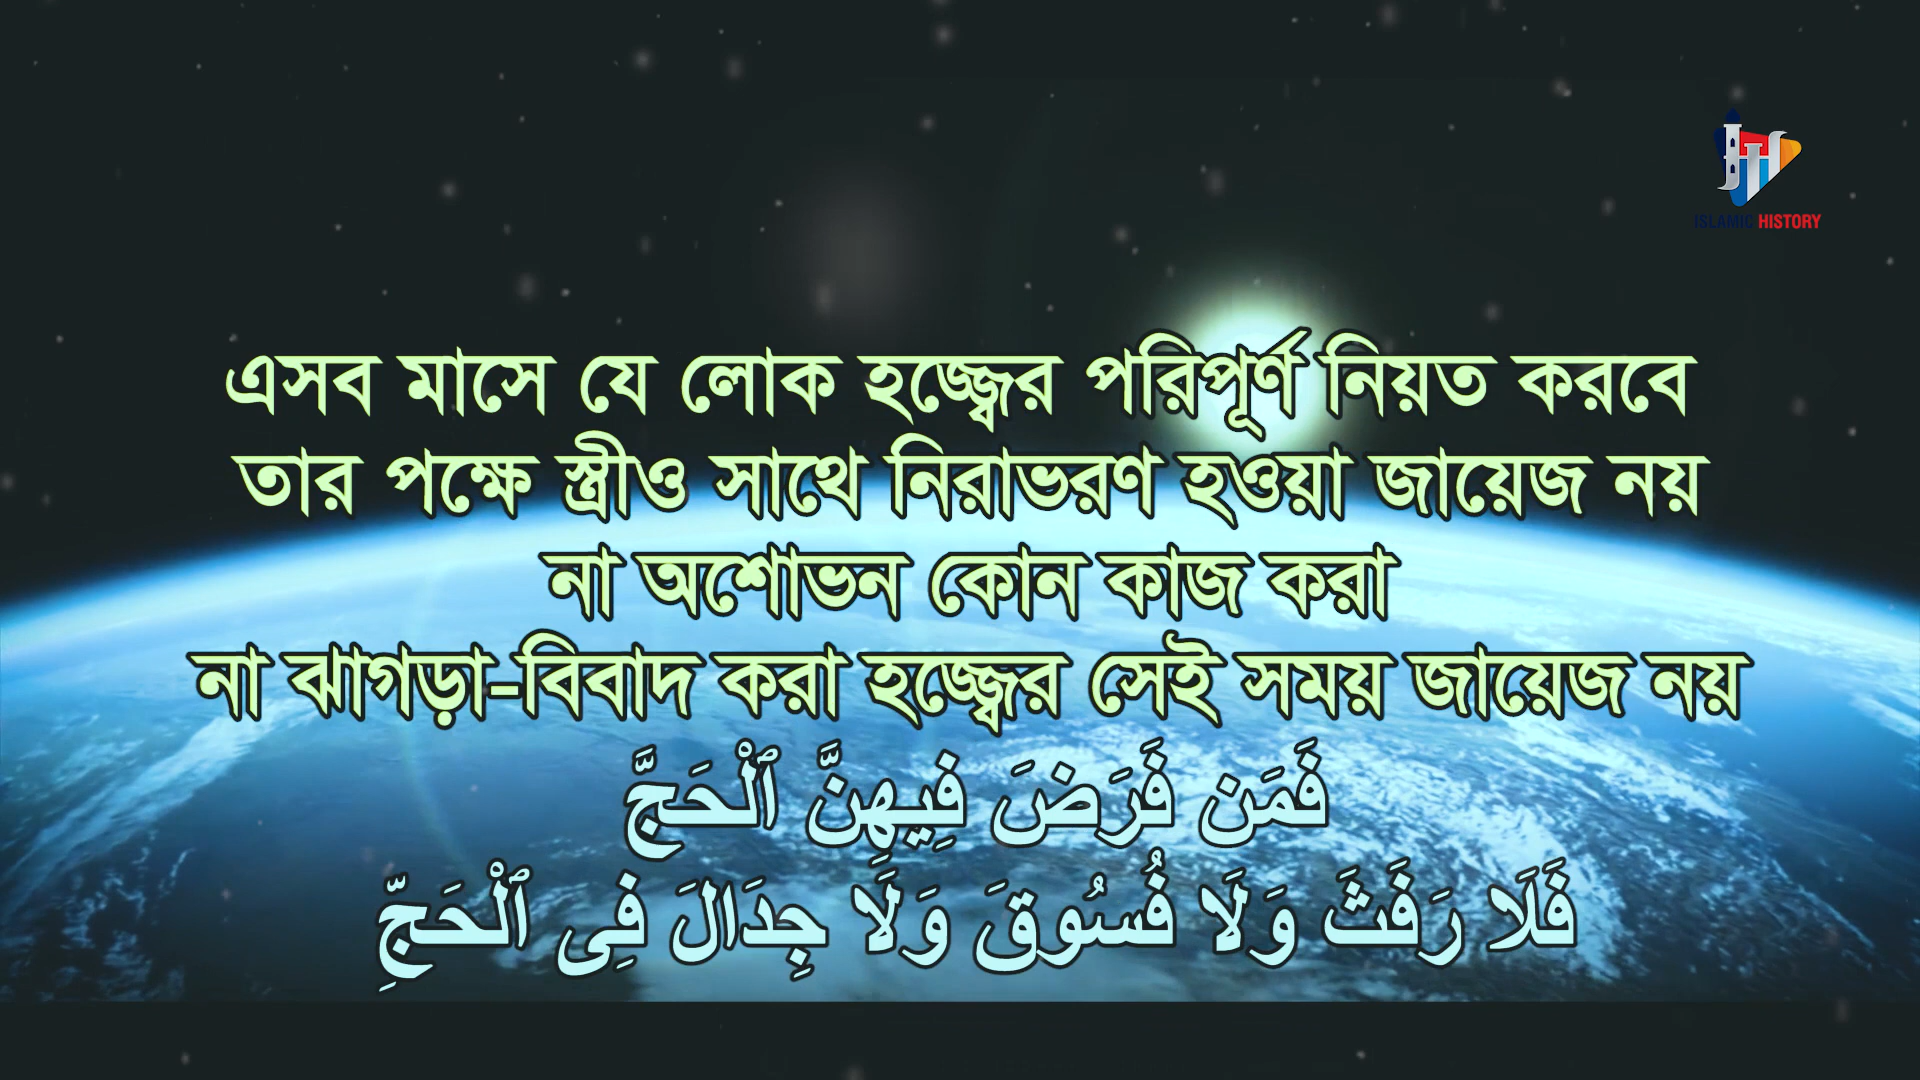 ISLAMIC HISTORY
এসব মাসে যে লোক হজ্জ্বের পরিপূর্ণ নিয়ত করবে
তার পক্ষে স্ত্রীও সাথে নিরাভরণ হওয়া জায়েজ নয়
না অশোভন কোন কাজ করা
না ঝাগড়া-বিবাদ করা হজ্জ্বের সেই সময় জায়েজ নয়
فَمَن فَرَضَ فِيهِنَّ ٱلْحَجَّ
فَلَا رَفَثَ وَلَا فُسُوقَ وَلَا جِدَالَ فِى ٱلْحَجِّ